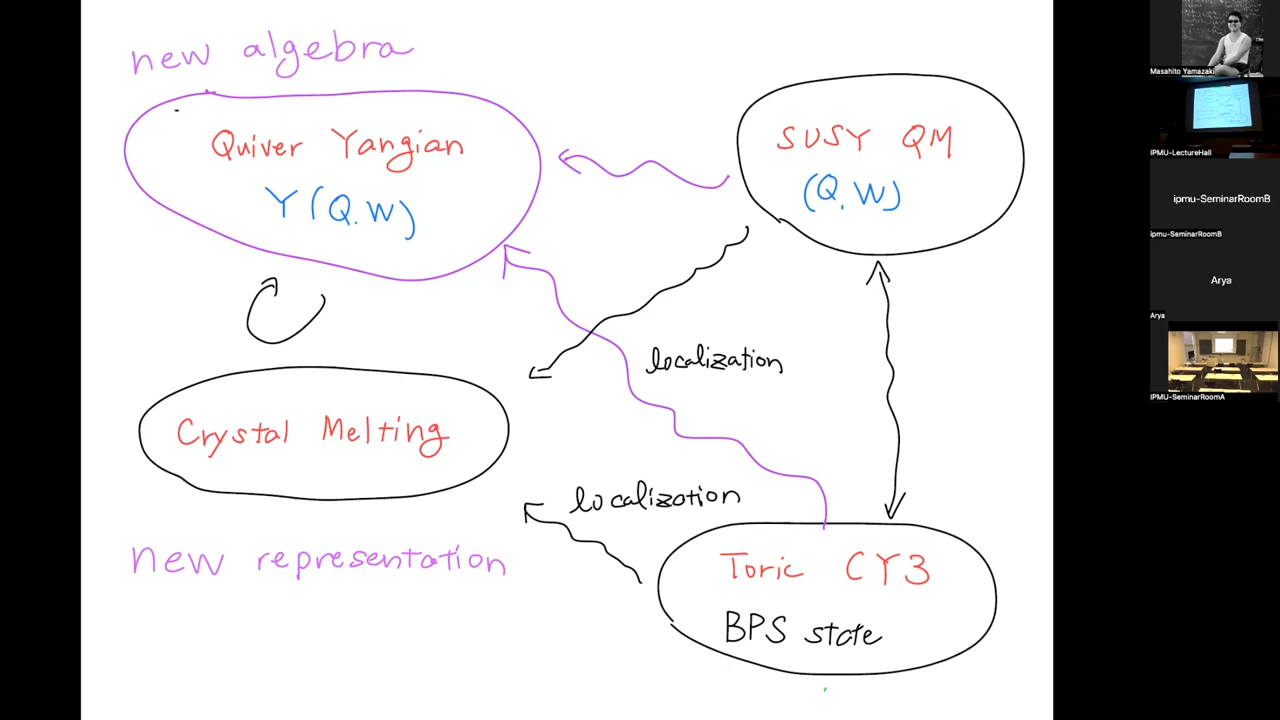 new algebra
Quiver Yangian
Y(Q.W)
SUSY QM
(Q.W)
localization
Crystal Melting
localization
new representation
Toric CY3
BPS state
Masahito Yamazaki
IPMU-LectureHall
ipmu-SeminarRoomB
ipmu-SeminarRoomB
Arya
Arya
IPMU-SeminarRoomA